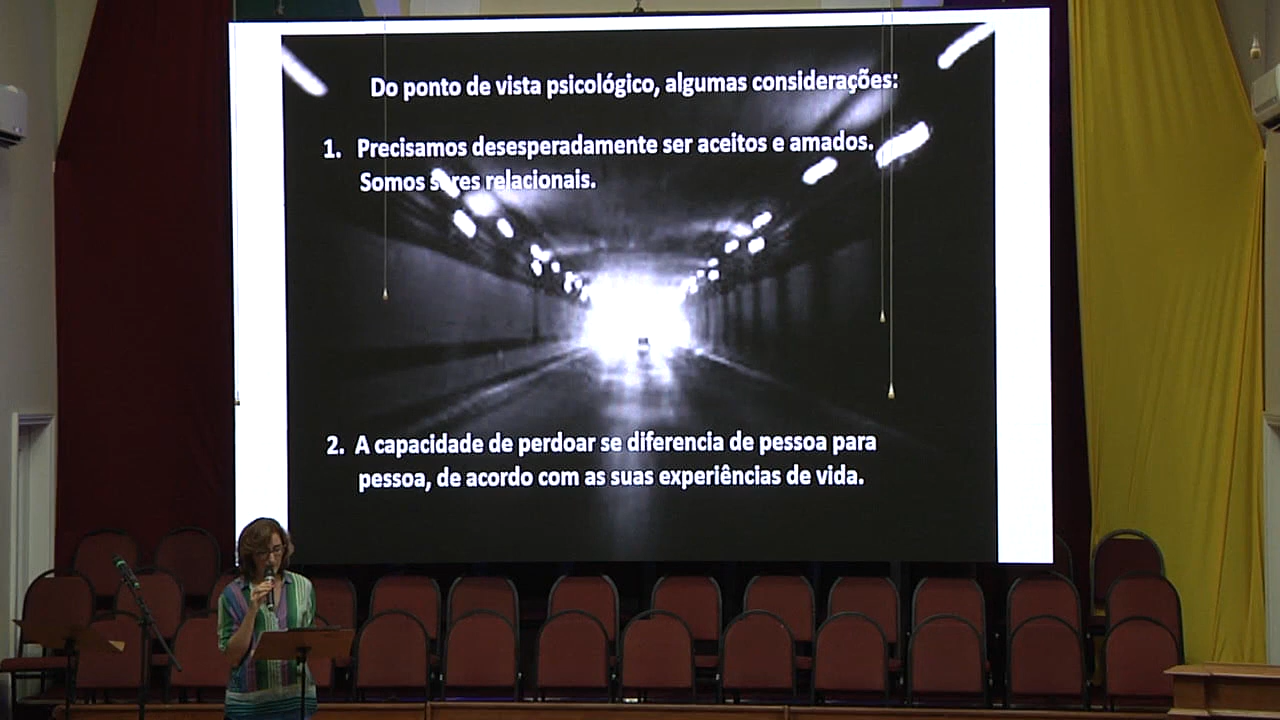 Do ponto de vista psicológico, algumas considerações:
1. Precisamos desesperadamente ser aceitos e amados.
Somos seres relacionais.
2. A capacidade de perdoar se diferencia de pessoa para
pessoa, de acordo com as suas experiências de vida.